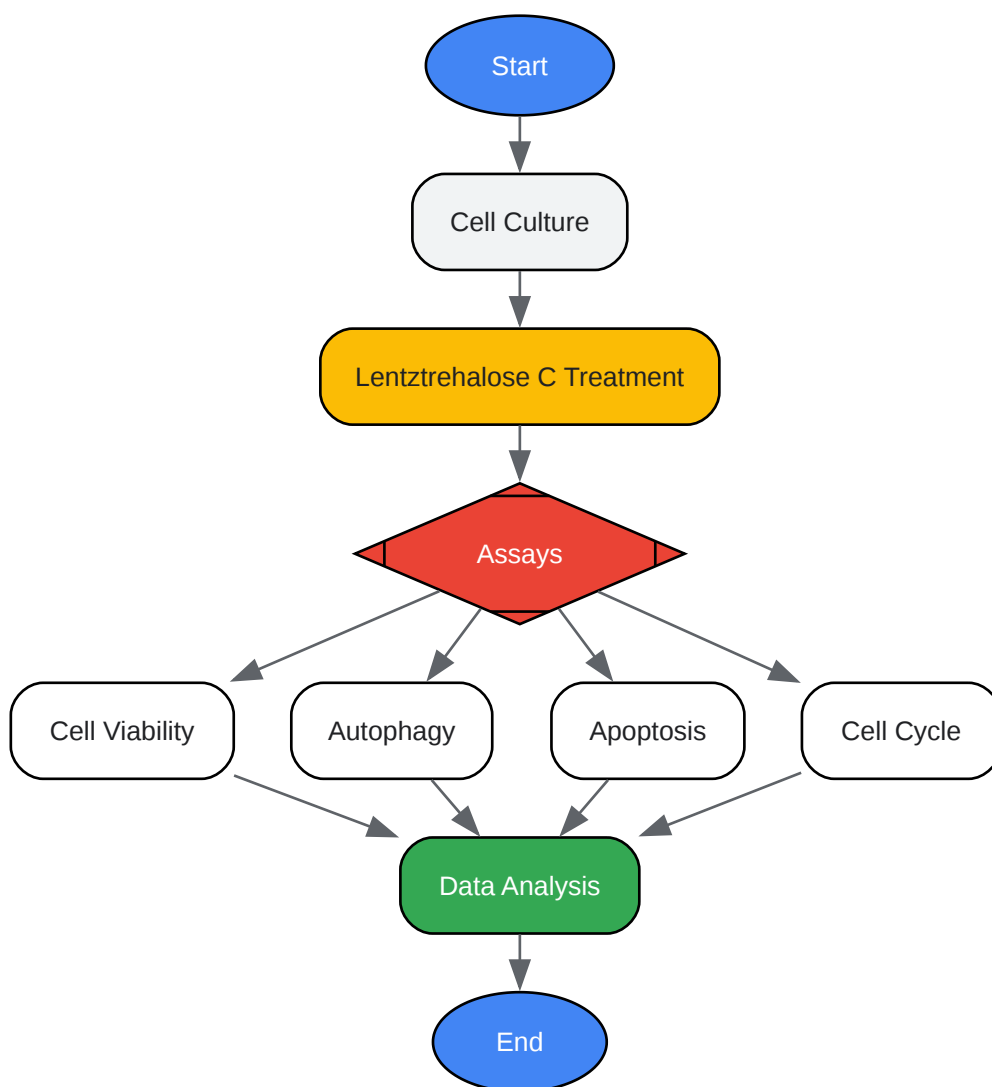 Start
Cell Culture
Lentztrehalose C Treatment
Assays
Cell Viability
Autophagy
Apoptosis
Cell Cycle
Data Analysis
End